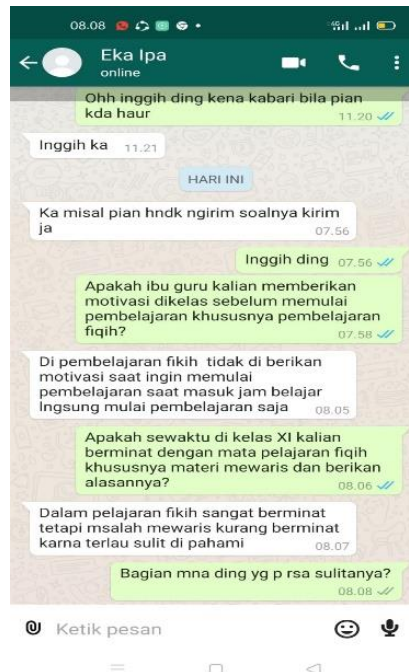 08.08
Eka Ipa
online
Ohh inggih ding kena kabari bila pian
kda haur
11.20
Inggih ka 11.21
HARI INI
Ka misal pian hndk ngirim soalnya kirim
ja
07.56
Inggih ding 07.56
Apakah ibu guru kalian memberikan
motivasi dikelas sebelum memulai
pembelajaran khususnya pembelajaran
fiqih?
07.58
Di pembelajaran fikih tidak di berikan
motivasi saat ingin memulai
pembelajaran saat masuk jam belajar
lngsung mulai pembelajaran saja 08.05
Apakah sewaktu di kelas XI kalian
berminat dengan mata pelajaran fiqih
khususnya materi mewaris dan berikan
alasannya?
08.06
Dalam pelajaran fikih sangat berminat
tetapi msalah mewaris kurang berminat
karna terlau sulit di pahami 08.07
Bagian mna ding yg p rsa sulitanya?
08.08
Ketik pesan